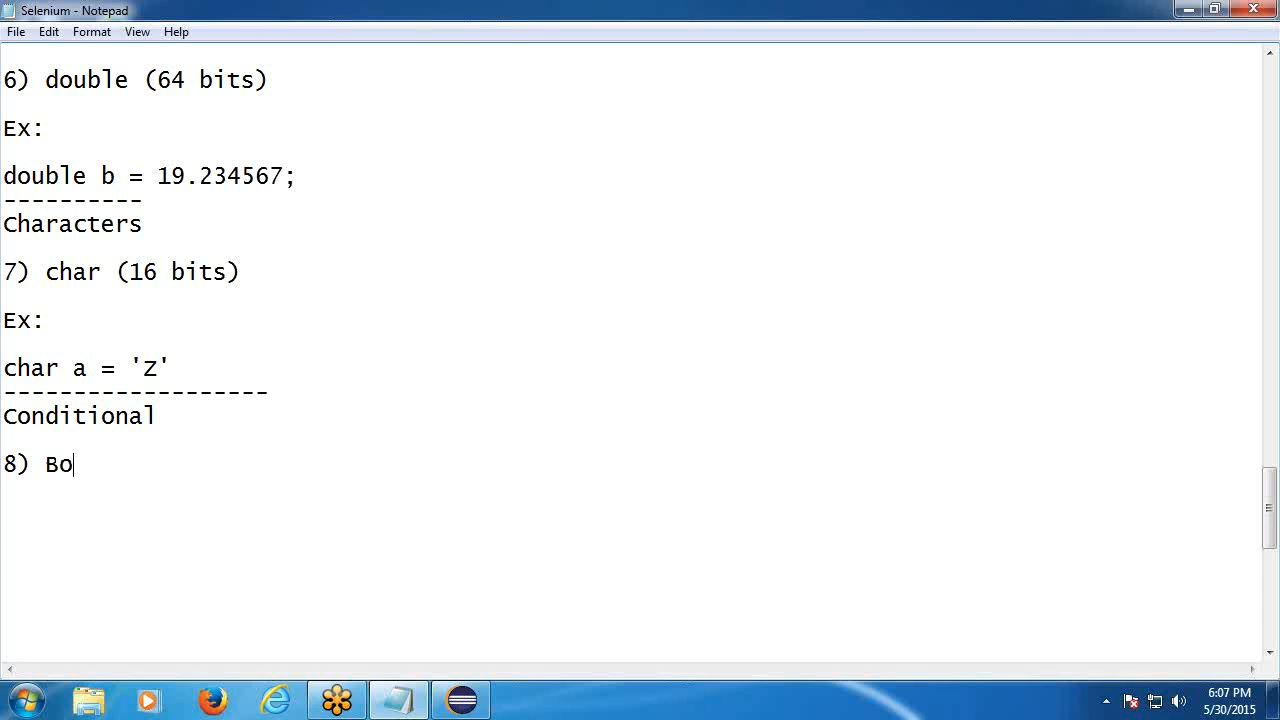 Selenium - Notepad
File Edit Format View Help
6) double (64 bits)
Ex:
double b = 19.234567;
----------
Characters
7) char (16 bits)
Ex:
char a = 'Z'
-------------------
Conditional
8) Bo
6:07 PM
5/30/2015